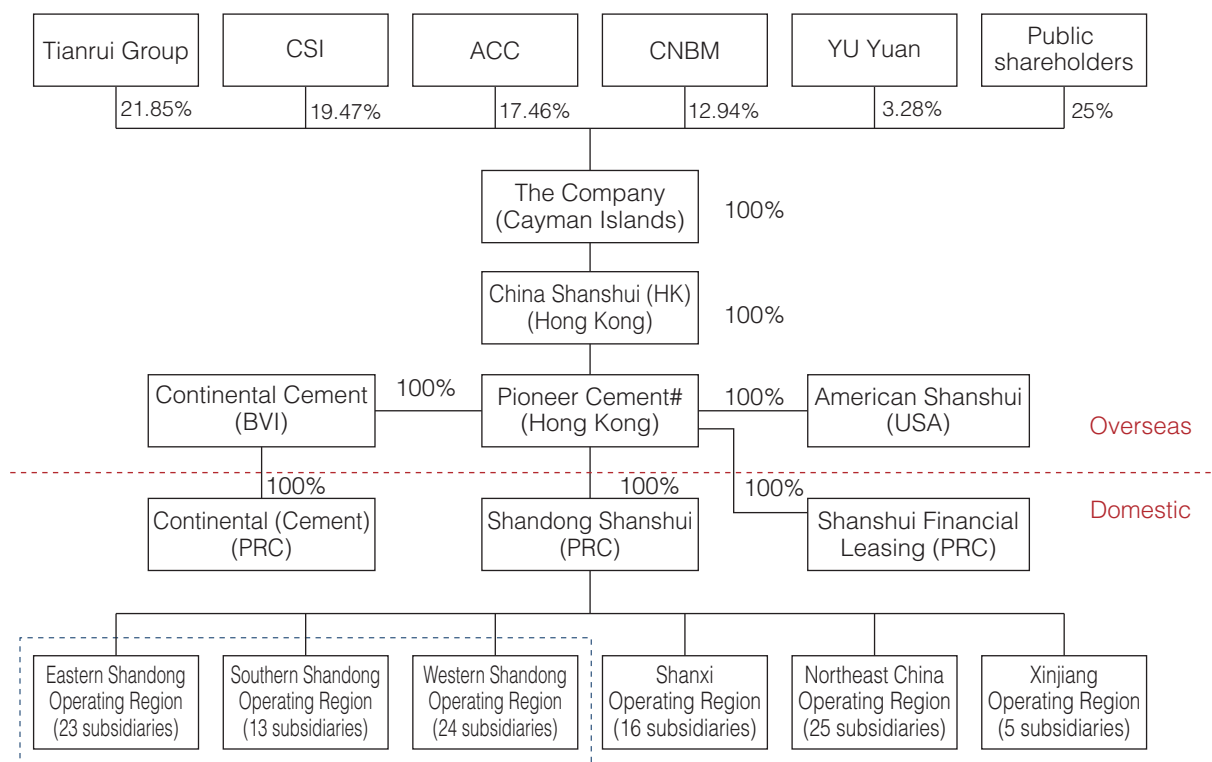 Tianrui Group
CSI
ACC
CNBM
YU Yuan
Public
shareholders
21.85%
19.47%
17.46%
12.94%
3.28%
25%
The Company
(Cayman Islands)
100%
China Shanshui (HK)
(Hong Kong)
100%
Continental Cement
(BVI)
100%
Pioneer Cement#
(Hong Kong)
100%
American Shanshui
(USA)
Overseas
100%
100%
100%
Domestic
Continental (Cement)
(PRC)
Shandong Shanshui
(PRC)
Shanshui Financial
Leasing (PRC)
Eastern Shandong
Operating Region
(23 subsidiaries)
Southern Shandong
Operating Region
(13 subsidiaries)
Western Shandong
Operating Region
(24 subsidiaries)
Shanxi
Operating Region
(16 subsidiaries)
Northeast China
Operating Region
(25 subsidiaries)
Xinjiang
Operating Region
(5 subsidiaries)